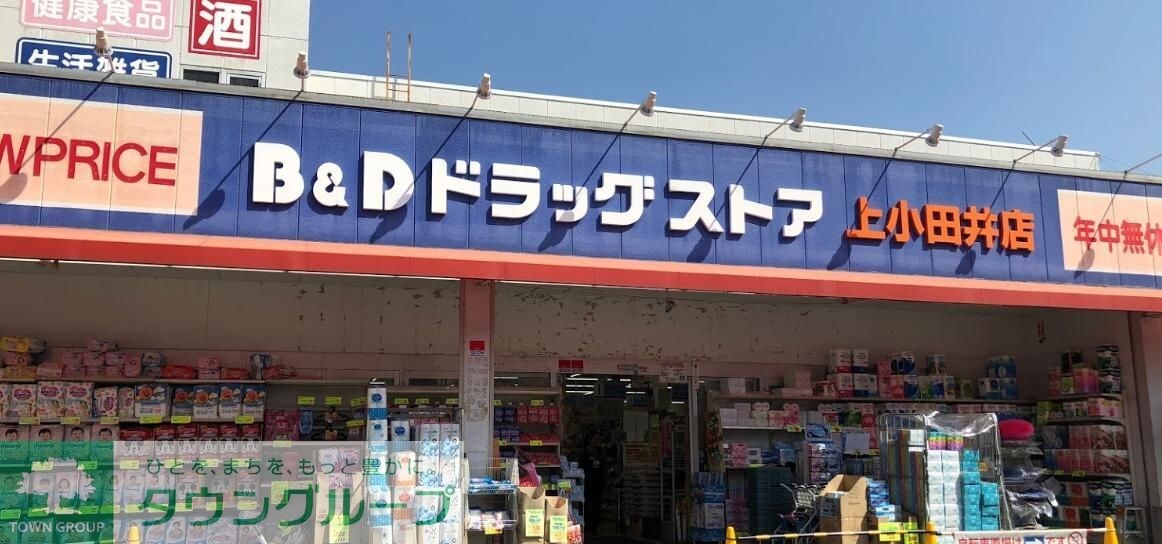 健康食品
酒
生活雑貨
WPRICE
B&Dドラッグストア 上小田井店
年中無休
ひとを、まちを、もっと豊かに。
タウングループ
TOWN GROUP